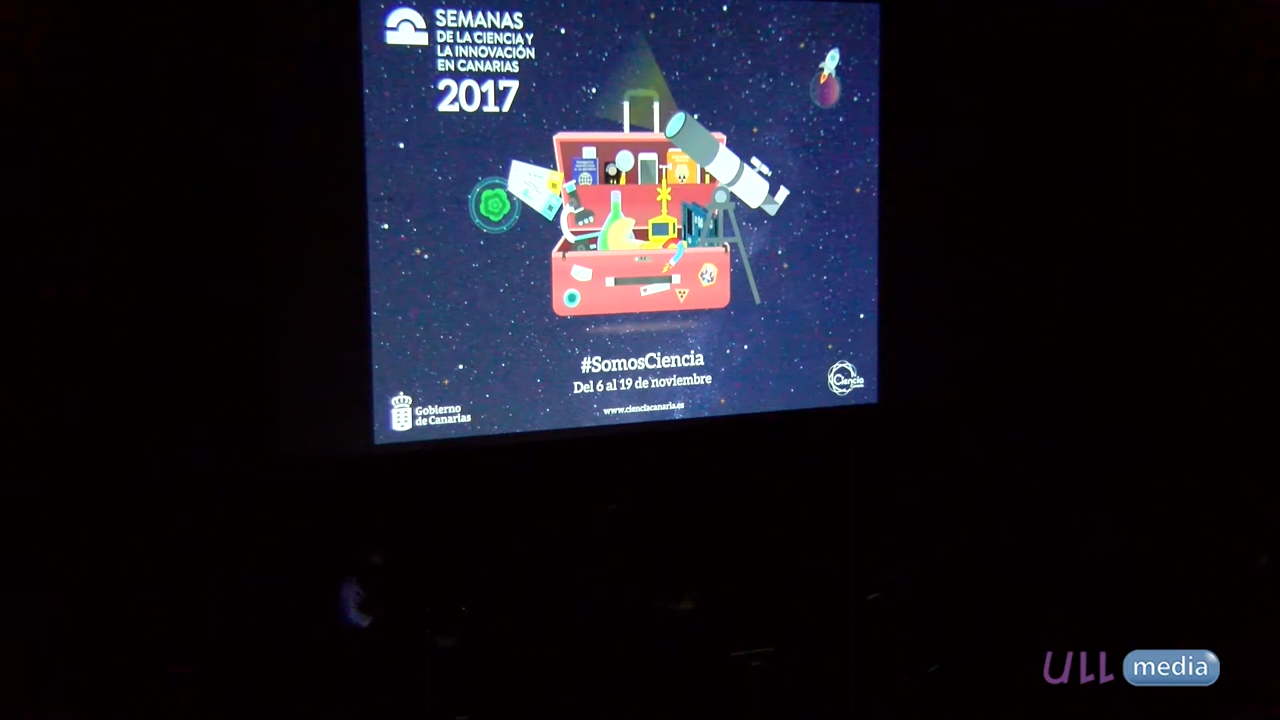 SEMANAS
DE LA CIENCIA Y
LA INNOVACIÓN
EN CANARIAS
2017
#SomosCiencia
Del 6 al 19 de noviembre
www.cienciacanaria.es
Gobierno
de Canarias
Ciencia
ULL media